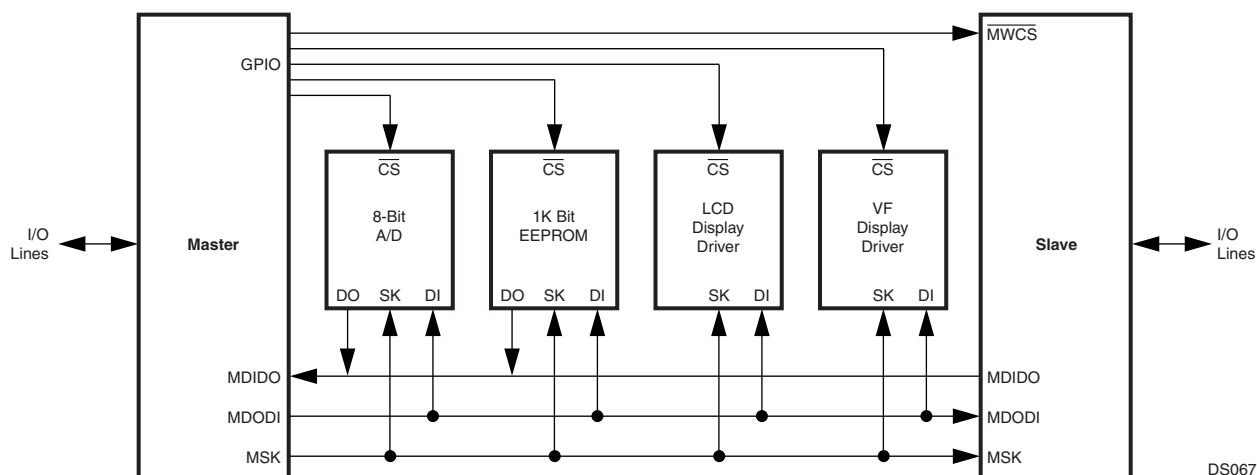 MWCS
GPIO
CS
CS
CS
CS
8-Bit
A/D
1K Bit
EEPROM
LCD
Display
Driver
VF
Display
Driver
I/O
Lines
Master
Slave
I/O
Lines
DO SK DI
DO SK DI
SK DI
SK DI
MDIDO
MDIDO
MDODI
MDODI
MSK
MSK
DS067